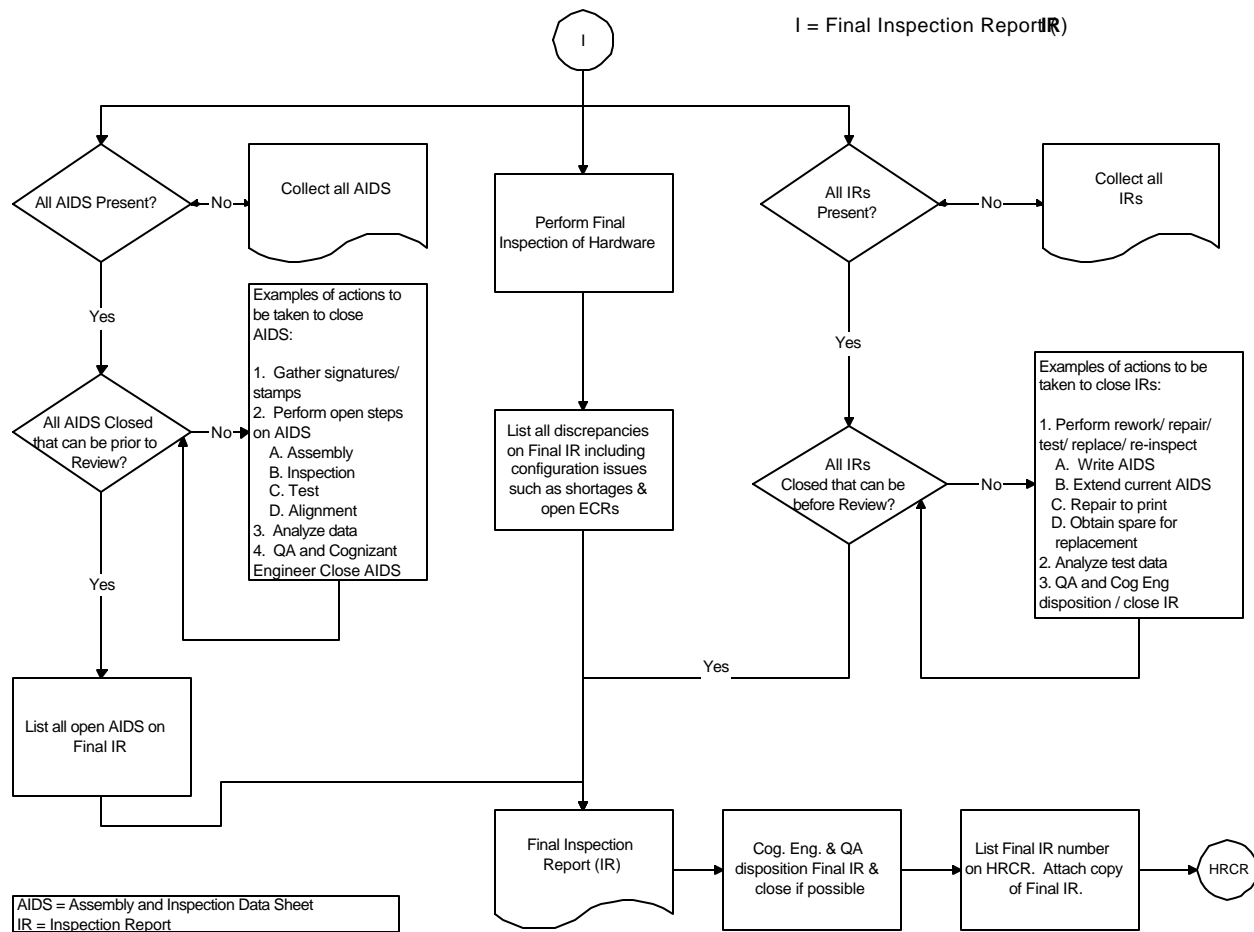 I = Final Inspection Report (IR)
I
All AIDS Present?
No
Collect all AIDS
Yes
All AIDS Closed
that can be prior to
Review?
No
Examples of actions to
be taken to close
AIDS:
1. Gather signatures/
stamps
2. Perform open steps
on AIDS
A. Assembly
B. Inspection
C. Test
D. Alignment
3. Analyze data
4. QA and Cognizant
Engineer Close AIDS
Yes
List all open AIDS on
Final IR
Perform Final
Inspection of Hardware
List all discrepancies
on Final IR including
configuration issues
such as shortages &
open ECRs
All IRs
Present?
No
Collect all
IRs
Yes
All IRs
Closed that can be
before Review?
No
Examples of actions to be
taken to close IRs:
1. Perform rework/ repair/
test/ replace/ re-inspect
A. Write AIDS
B. Extend current AIDS
C. Repair to print
D. Obtain spare for
replacement
2. Analyze test data
3. QA and Cog Eng
disposition / close IR
Yes
Final Inspection
Report (IR)
Cog. Eng. & QA
disposition Final IR &
close if possible
List Final IR number
on HRCR. Attach copy
of Final IR.
HRCR
AIDS = Assembly and Inspection Data Sheet
IR = Inspection Report